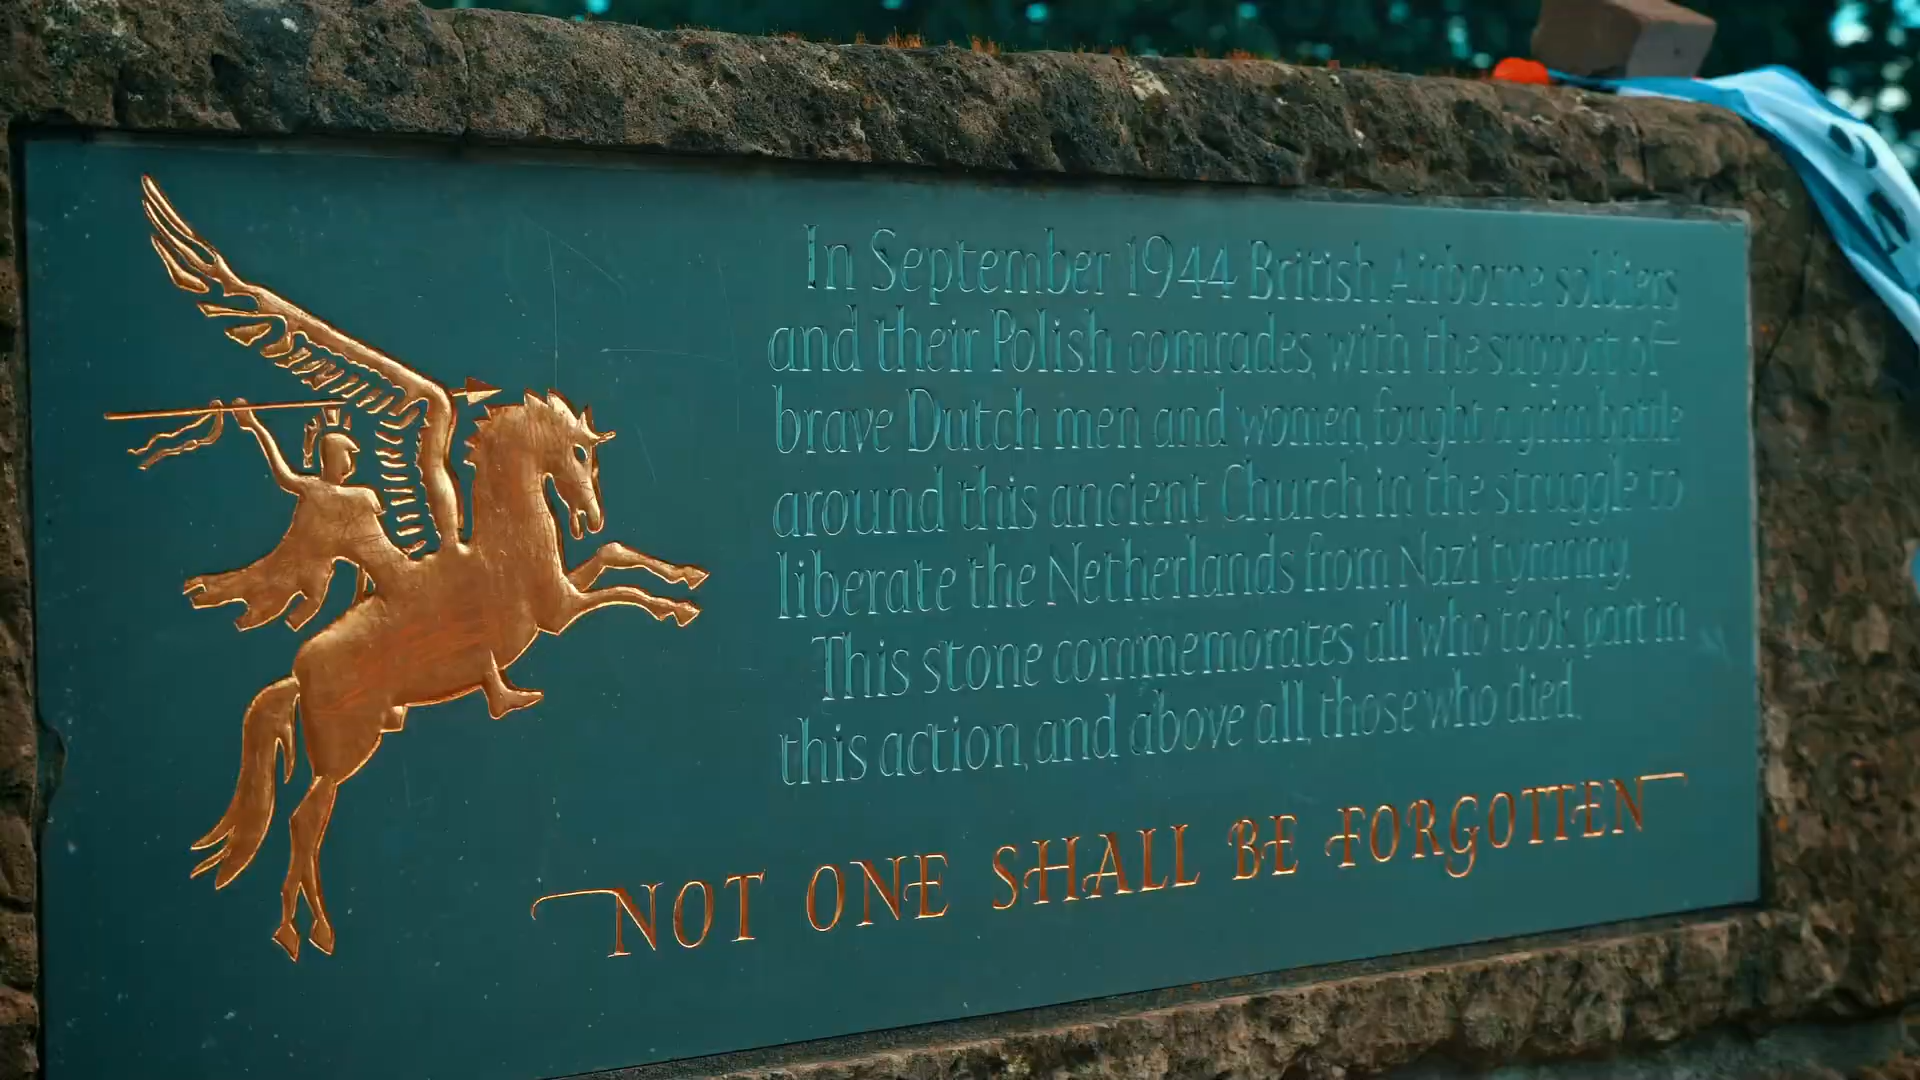 In September 1944 British Airborne soldiers
and their Polish comrades, with the support of
brave Dutch men and women, fought a grim battle
around this ancient Church in the struggle to
liberate the Netherlands from Nazi tyranny.
This stone commemorates all who took part in
this action, and above all, those who died.
NOT ONE SHALL BE FORGOTTEN